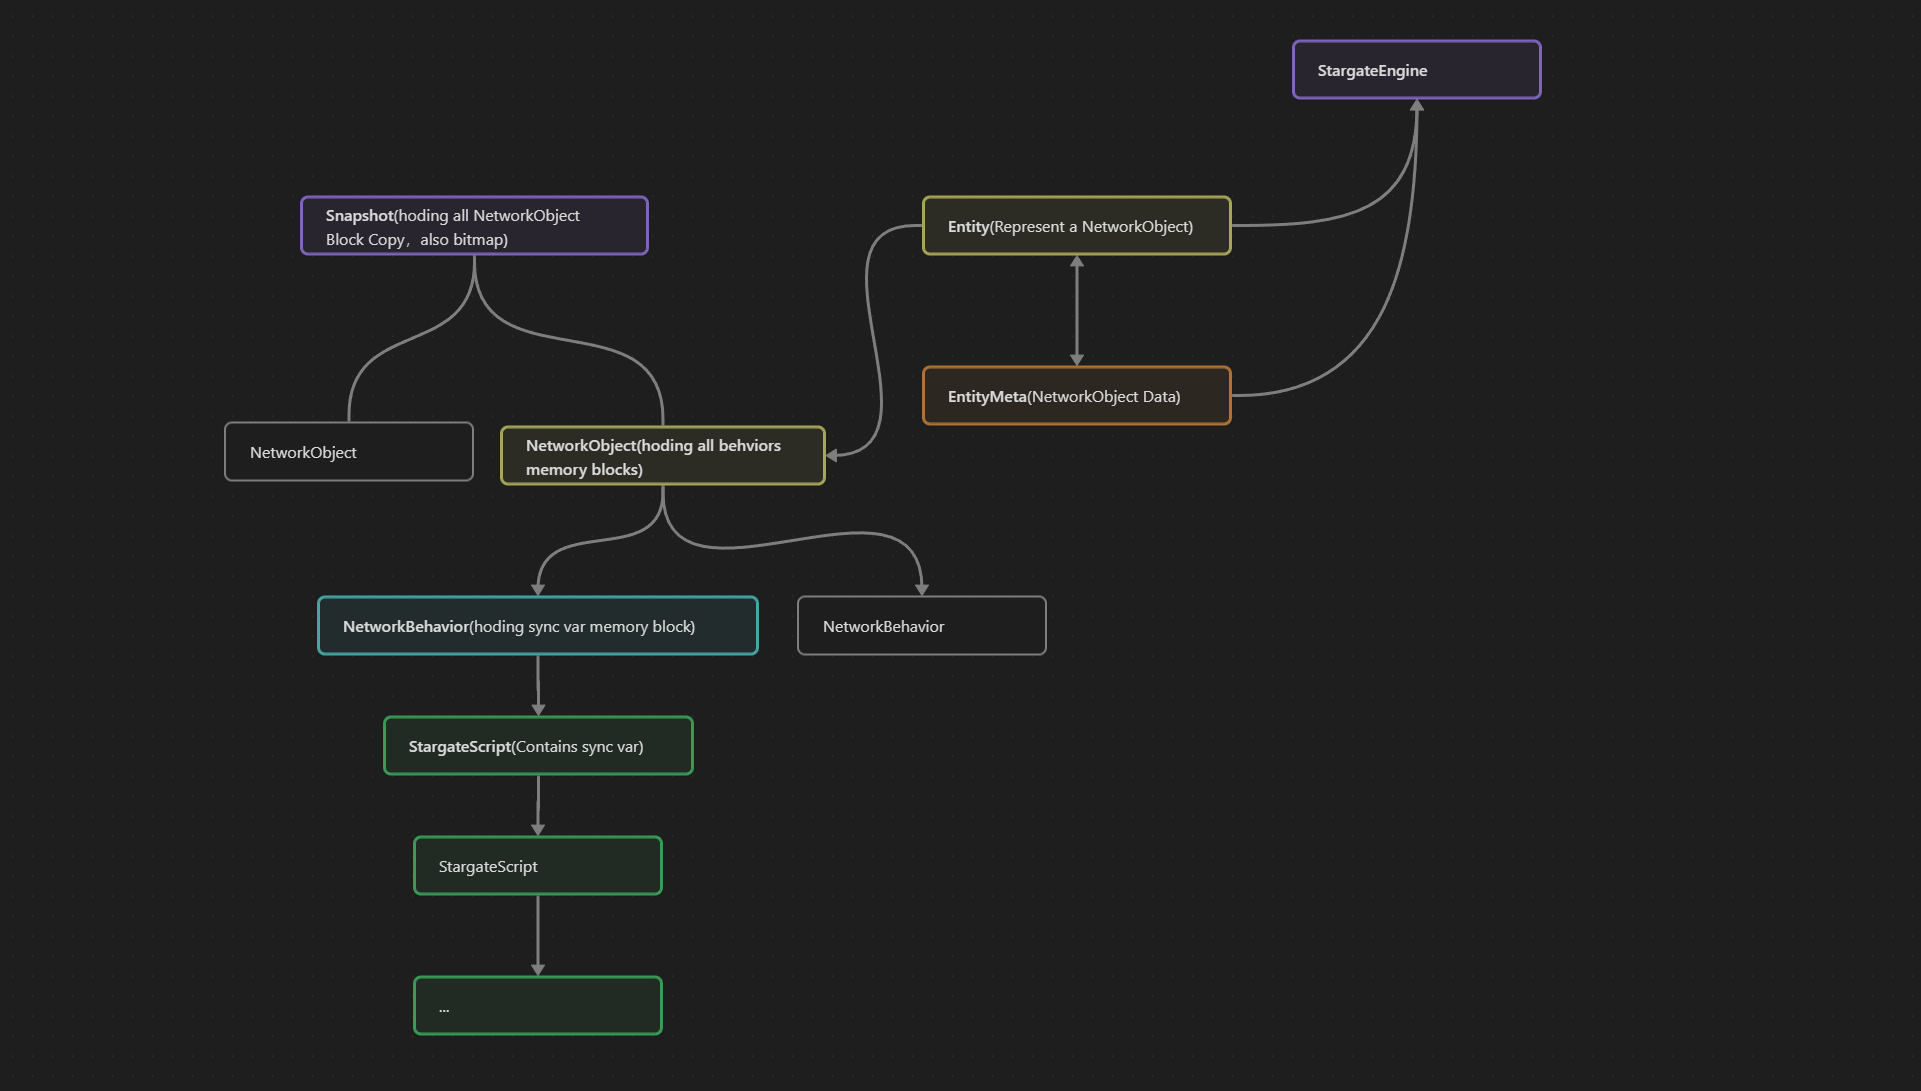 StargateEngine
Snapshot(hoding all NetworkObject
Block Copy，also bitmap)
Entity(Represent a NetworkObject)
EntityMeta(NetworkObject Data)
NetworkObject
NetworkObject(hoding all behviors
memory blocks)
NetworkBehavior(hoding sync var memory block)
NetworkBehavior
StargateScript(Contains sync var)
StargateScript
...